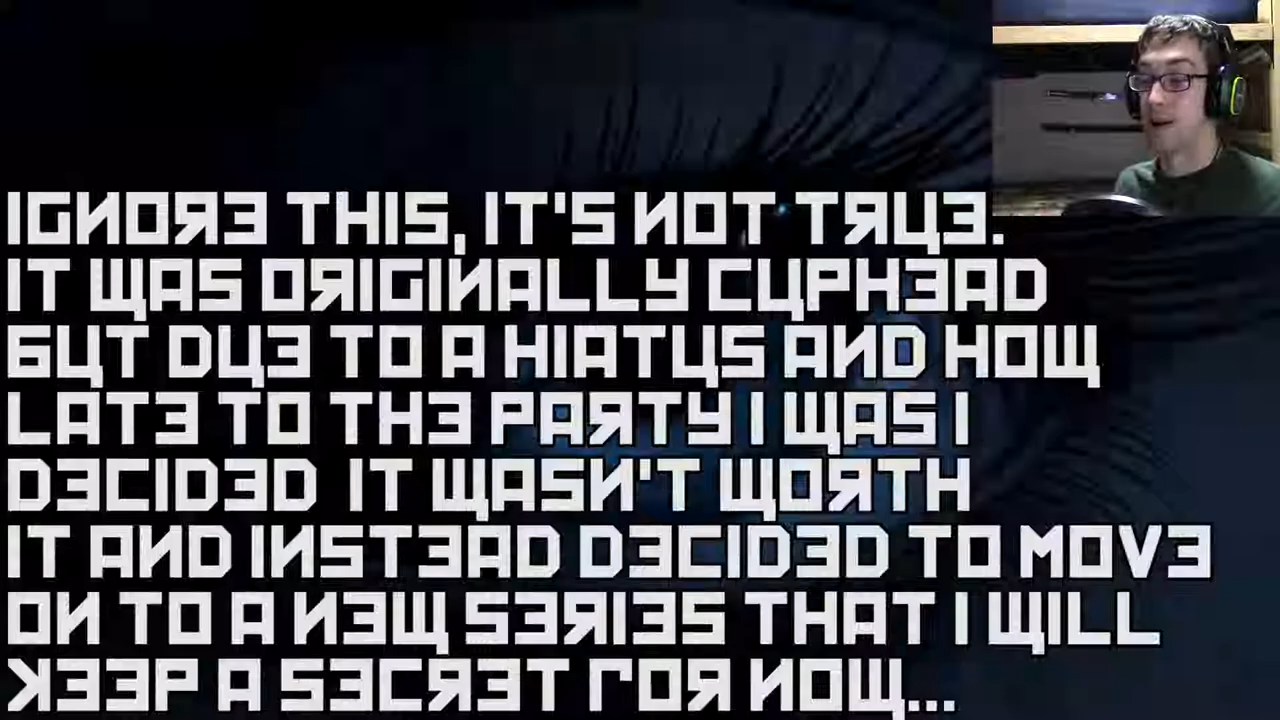 IGNORE THIS, IT'S NOT TRUE.
IT WAS ORIGINALLY CUPHEAD
BUT DUE TO A HIATUS AND HOW
LATE TO THE PARTY I WAS I
DECIDED IT WASN'T WORTH
IT AND INSTEAD DECIDED TO MOVE
ON TO A NEW SERIES THAT I WILL
KEEP A SECRET FOR NOW...